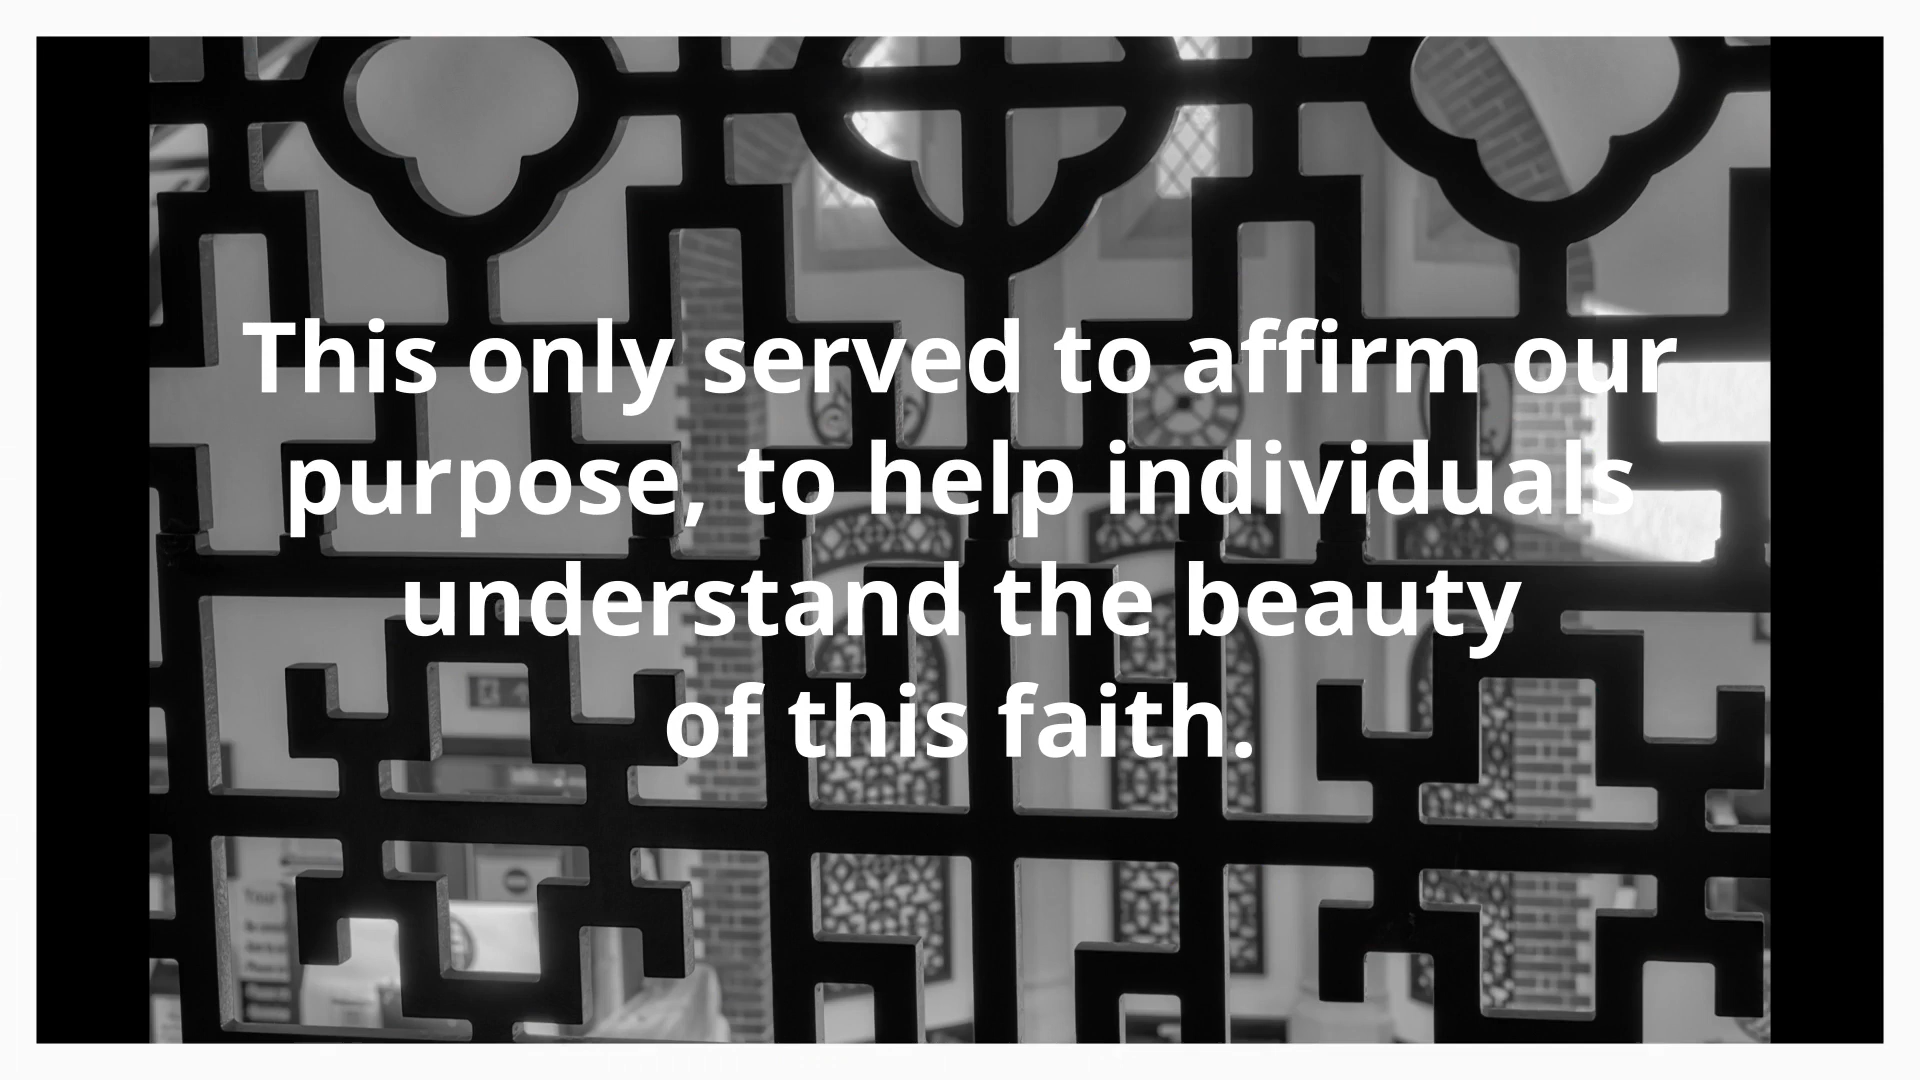 This only served to affirm our
purpose, to help individuals
understand the beauty
of this faith.